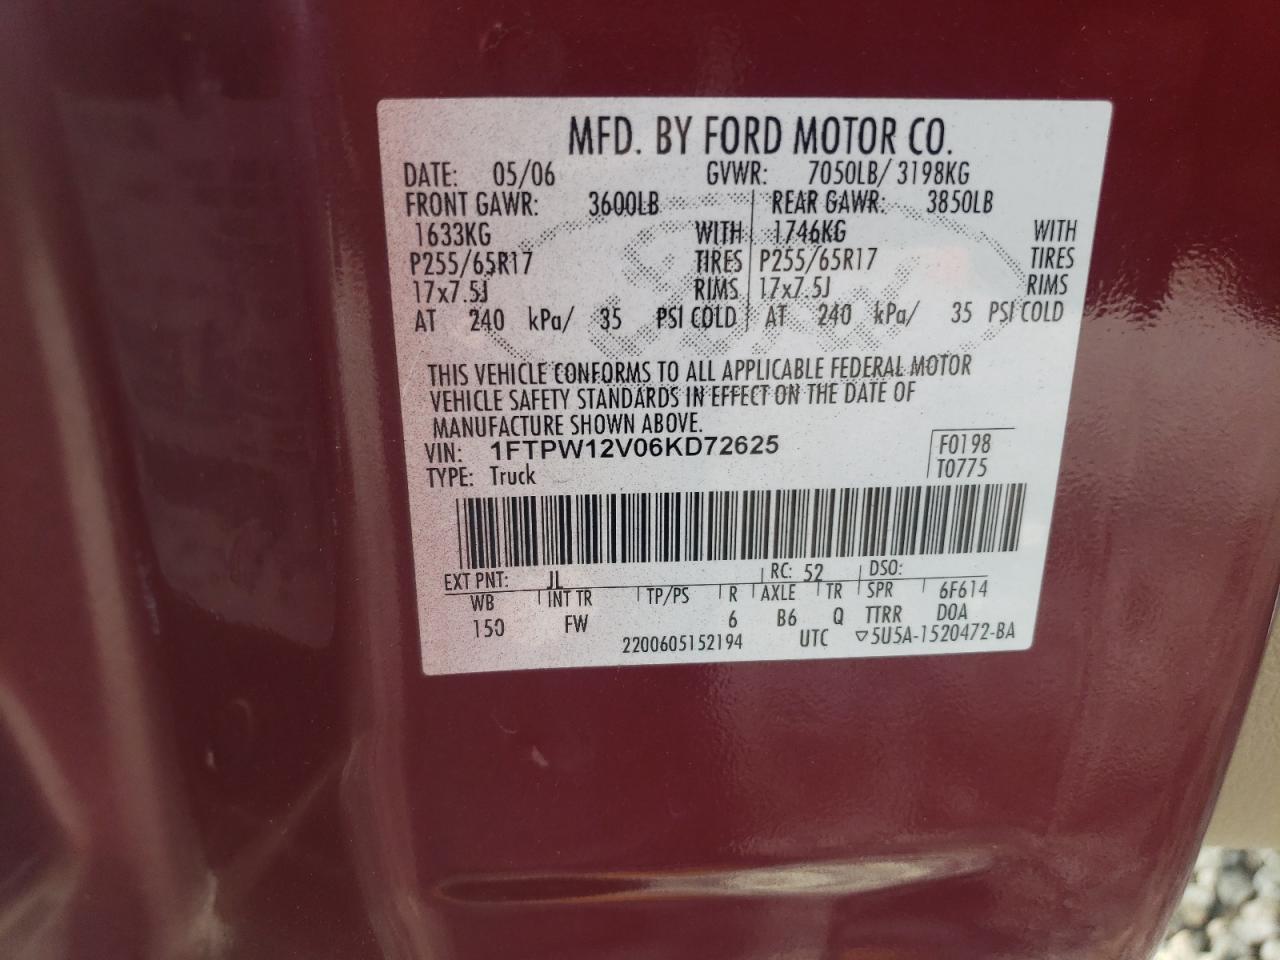 MFD. BY FORD MOTOR CO.
DATE: 05/06 GVWR: 7050LB/ 3198KG
FRONT GAWR: 3600LB REAR GAWR: 3850LB
1633KG WITH 1746KG WITH
P255/65R17 TIRES P255/65R17 TIRES
17x7.5J RIMS 17x7.5J RIMS
AT 240 kPa/ 35 PSI COLD AT 240 kPa/ 35 PSI COLD
THIS VEHICLE CONFORMS TO ALL APPLICABLE FEDERAL MOTOR
VEHICLE SAFETY STANDARDS IN EFFECT ON THE DATE OF
MANUFACTURE SHOWN ABOVE.
VIN: 1FTPW12V06KD72625 F0198
TYPE: Truck T0775
EXT PNT: JL RC: 52 DSO:
WB INT TR TP/PS R AXLE TR SPR 6F614
150 FW 6 B6 Q TTRR DOA
2200605152194 UTC ▽5U5A-1520472-BA